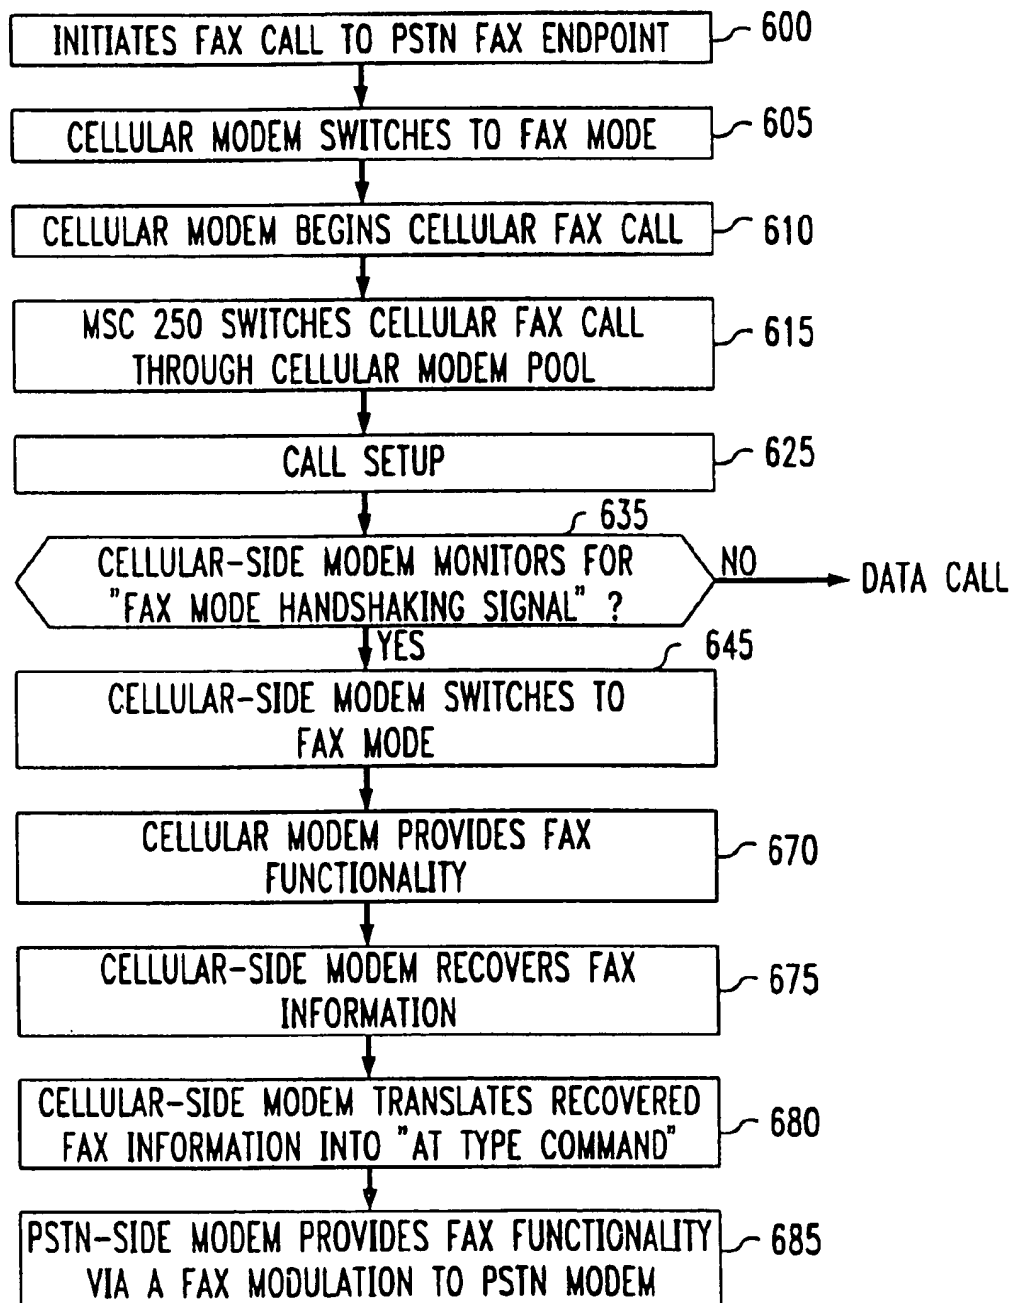 INITIATES FAX CALL TO PSTN FAX ENDPOINT
600
CELLULAR MODEM SWITCHES TO FAX MODE
605
CELLULAR MODEM BEGINS CELLULAR FAX CALL
610
MSC 250 SWITCHES CELLULAR FAX CALL
THROUGH CELLULAR MODEM POOL
615
CALL SETUP
625
635
CELLULAR-SIDE MODEM MONITORS FOR
"FAX MODE HANDSHAKING SIGNAL" ?
NO
DATA CALL
YES
645
CELLULAR-SIDE MODEM SWITCHES TO
FAX MODE
CELLULAR MODEM PROVIDES FAX
FUNCTIONALITY
670
CELLULAR-SIDE MODEM RECOVERS FAX
INFORMATION
675
CELLULAR-SIDE MODEM TRANSLATES RECOVERED
FAX INFORMATION INTO "AT TYPE COMMAND"
680
PSTN-SIDE MODEM PROVIDES FAX FUNCTIONALITY
VIA A FAX MODULATION TO PSTN MODEM
685